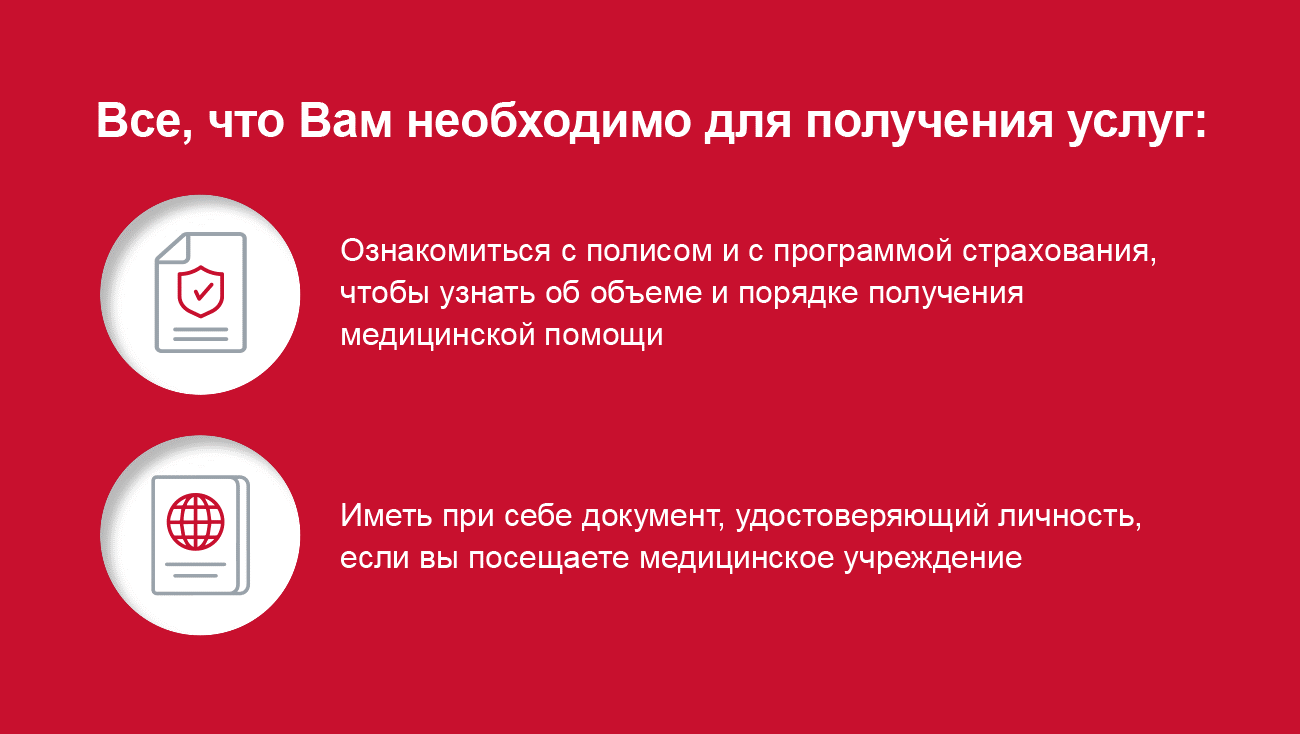 Все, что Вам необходимо для получения услуг:
Ознакомиться с полисом и с программой страхования,
чтобы узнать об объеме и порядке получения
медицинской помощи
Иметь при себе документ, удостоверяющий личность,
если вы посещаете медицинское учреждение